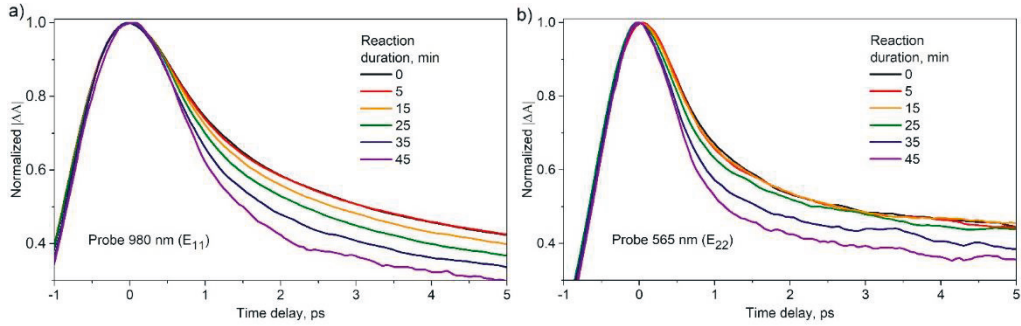 a)
1.0
0.8
0.6
0.4
Normalized |ΔA|
Reaction
duration, min
0
5
15
25
35
45
Probe 980 nm (E11)
-1
0
1
2
3
4
5
Time delay, ps
b)
1.0
0.8
0.6
0.4
Normalized |ΔA|
Reaction
duration, min
0
5
15
25
35
45
Probe 565 nm (E22)
-1
0
1
2
3
4
5
Time delay, ps